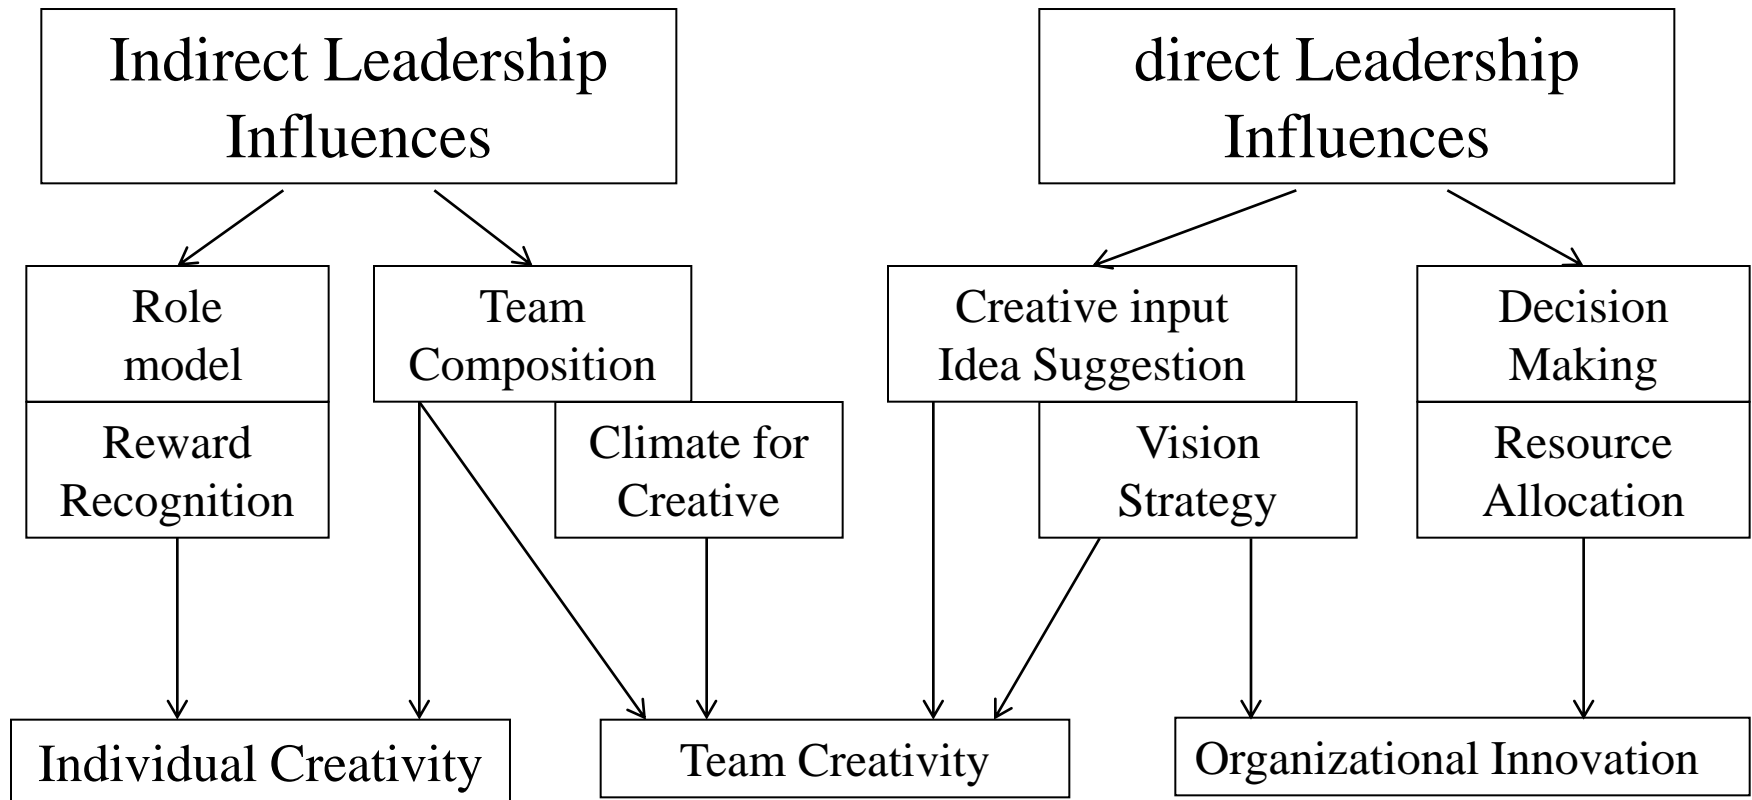 Indirect Leadership
Influences
direct Leadership
Influences
Role
model
Team
Composition
Creative input
Idea Suggestion
Decision
Making
Reward
Recognition
Climate for
Creative
Vision
Strategy
Resource
Allocation
Individual Creativity
Team Creativity
Organizational Innovation